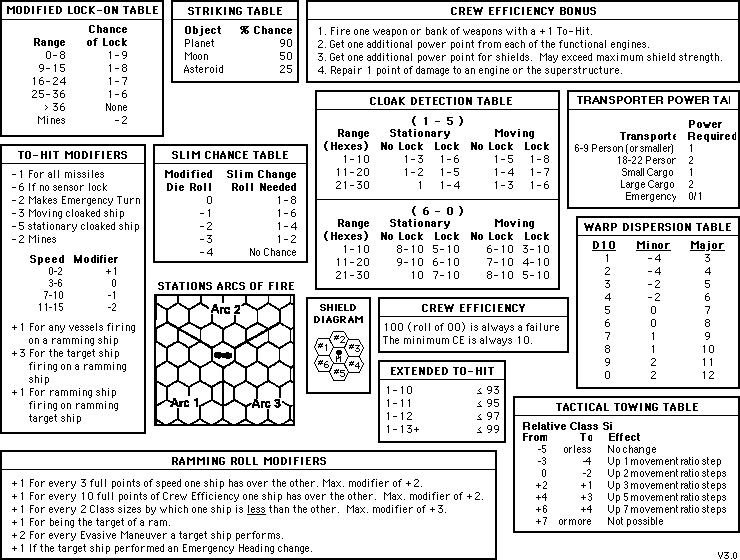 MODIFIED LOCK-ON TABLE
Chance
Range of Lock
0-8 1-9
9-15 1-8
16-24 1-7
25-36 1-6
> 36 None
Mines -2
STRIKING TABLE
Object % Chance
Planet 90
Moon 50
Asteroid 25
CREW EFFICIENCY BONUS
1. Fire one weapon or bank of weapons with a +1 To-Hit.
2. Get one additional power point from each of the functional engines.
3. Get one additional power point for shields. May exceed maximum shield strength.
4. Repair 1 point of damage to an engine or the superstructure.
TO-HIT MODIFIERS
-1 For all missiles
-6 If no sensor lock
-2 Makes Emergency Turn
-3 Moving cloaked ship
-5 stationary cloaked ship
-2 Mines
Speed Modifier
0-2 +1
3-6 0
7-10 -1
11-15 -2
+1 For any vessels firing
on a ramming ship
+3 For the target ship
firing on a ramming
ship
+1 For ramming ship
firing on ramming
target ship
SLIM CHANCE TABLE
Modified Slim Change
Die Roll Roll Needed
0 1-8
-1 1-6
-2 1-4
-3 1-2
-4 No Chance
CLOAK DETECTION TABLE
(1-5)
Range Stationary Moving
(Hexes) No Lock Lock No Lock Lock
1-10 1-3 1-6 1-5 1-8
11-20 1-2 1-5 1-4 1-7
21-30 1 1-4 1-3 1-6
(6-0)
Range Stationary Moving
(Hexes) No Lock Lock No Lock Lock
1-10 8-10 5-10 6-10 3-10
11-20 9-10 6-10 7-10 4-10
21-30 10 7-10 8-10 5-10
TRANSPORTER POWER TA
Power
Transporte Required
6-9 Person (or smaller) 1
18-22 Person 2
Small Cargo 1
Large Cargo 2
Emergency 0/1
WARP DISPERSION TABLE
D10 Minor Major
1 -4 3
2 -4 4
3 -2 5
4 -2 6
5 0 7
6 0 8
7 1 9
8 1 10
9 2 11
0 2 12
STATIONS ARCS OF FIRE
Arc 2
Arc 1 Arc 3
SHIELD
DIAGRAM
#2
#1 #3
#6 #4
#5
CREW EFFICIENCY
100 (roll of 00) is always a failure
The minimum CE is always 10.
EXTENDED TO-HIT
1-10 ≤ 93
1-11 ≤ 95
1-12 ≤ 97
1-13+ ≤ 99
TACTICAL TOWING TABLE
Relative Class Si
From To Effect
-5 or less No change
-3 -4 Up 1 movement ratio step
0 -2 Up 2 movement ratio steps
+2 +1 Up 3 movement ratio steps
+4 +3 Up 5 movement ratio steps
+6 +4 Up 7 movement ratio steps
+7 or more Not possible
RAMMING ROLL MODIFIERS
+1 For every 3 full points of speed one ship has over the other. Max. modifier of +2.
+1 For every 10 full points of Crew Efficiency one ship has over the other. Max. modifier of +2.
+1 For every 2 Class sizes by which one ship is less than the other. Max. modifier of +3.
+1 For being the target of a ram.
+2 For every Evasive Maneuver a target ship performs.
+1 If the target ship performed an Emergency Heading change.
V3.0